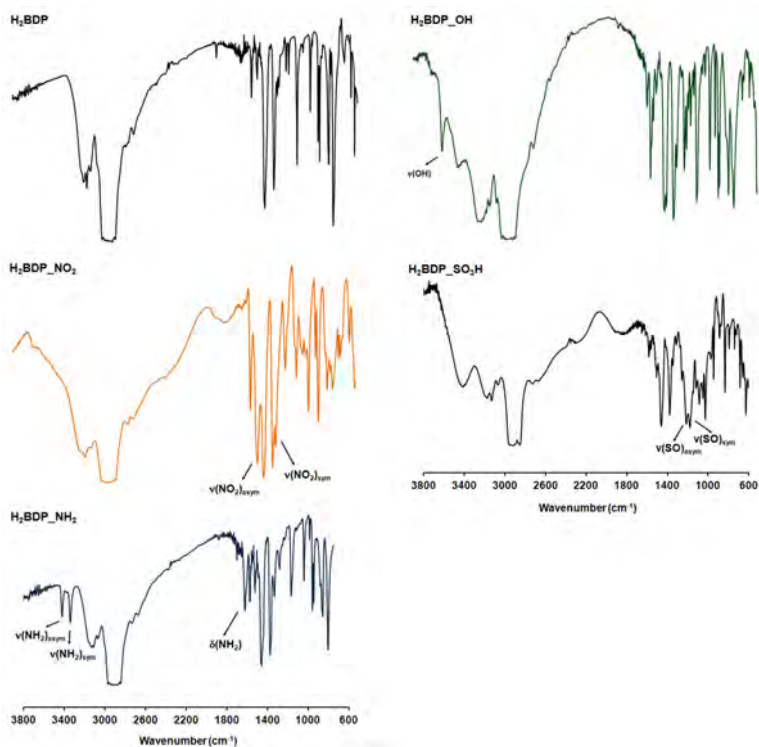 H₂BDP
H₂BDP_OH
ν(OH)
H₂BDP_NO₂
ν(NO₂)asym
ν(NO₂)sym
H₂BDP_SO₃H
ν(SO)asym
ν(SO)sym
3800 3400 3000 2600 2200 1800 1400 1000 600
Wavenumber (cm⁻¹)
H₂BDP_NH₂
ν(NH₂)asym
ν(NH₂)sym
δ(NH₂)
3800 3400 3000 2600 2200 1800 1400 1000 600
Wavenumber (cm⁻¹)